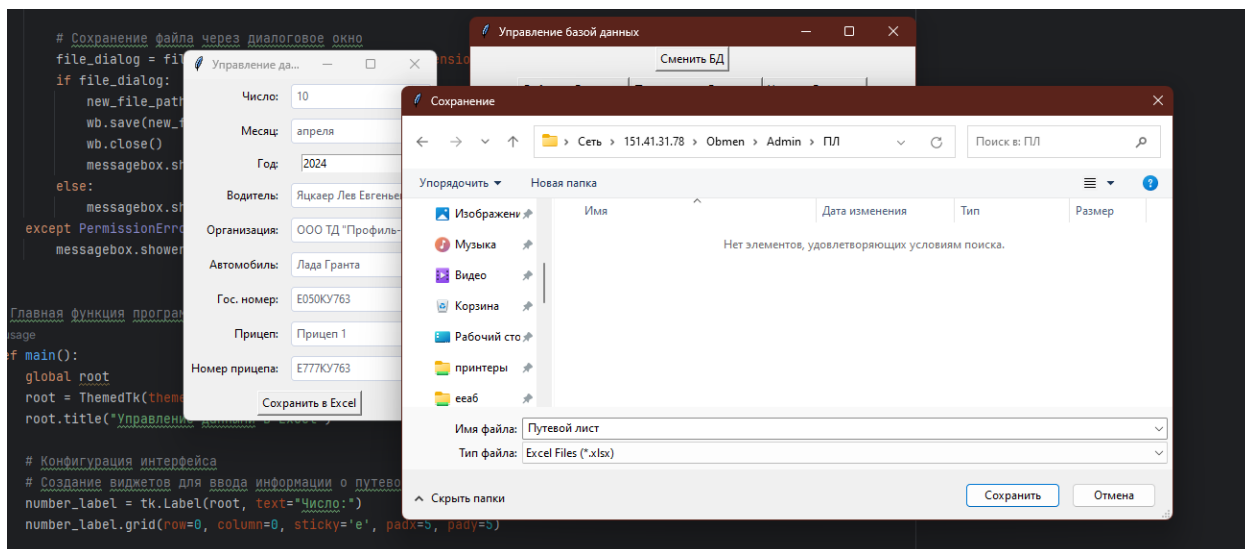 # Сохранение файла через диалоговое окно
file_dialog = fil
if file_dialog:
new_file_path
wb.save(new_f
wb.close()
messagebox.sh
else:
messagebox.sh
except PermissionErro
messagebox.shower
Главная функция програм
usage
ef main():
global root
root = ThemedTk(theme
root.title("Управление данными в Excel")
# Конфигурация интерфейса
# Создание виджетов для ввода информации о путево
number_label = tk.Label(root, text="Число:")
number_label.grid(row=0, column=0, sticky='e', padx=5, pady=5)
ensio
Управление да...
Число: 10
Месяц: апреля
Год: 2024
Водитель: Яцкаер Лев Евгенье
Организация: ООО ТД "Профиль-
Автомобиль: Лада Гранта
Гос. номер: Е050КУ763
Прицеп: Прицеп 1
Номер прицепа: Е777КУ763
Сохранить в Excel
Управление базой данных
Сменить БД
Сохранение
Сеть › 151.41.31.78 › Obmen › Admin › ПЛ
Поиск в: ПЛ
Упорядочить Новая папка
Имя Дата изменения Тип Размер
Изображени
Музыка
Видео
Корзина
Рабочий сто
принтеры
ееаб
Нет элементов, удовлетворяющих условиям поиска.
Имя файла: Путевой лист
Тип файла: Excel Files (*.xlsx)
Скрыть папки
Сохранить Отмена